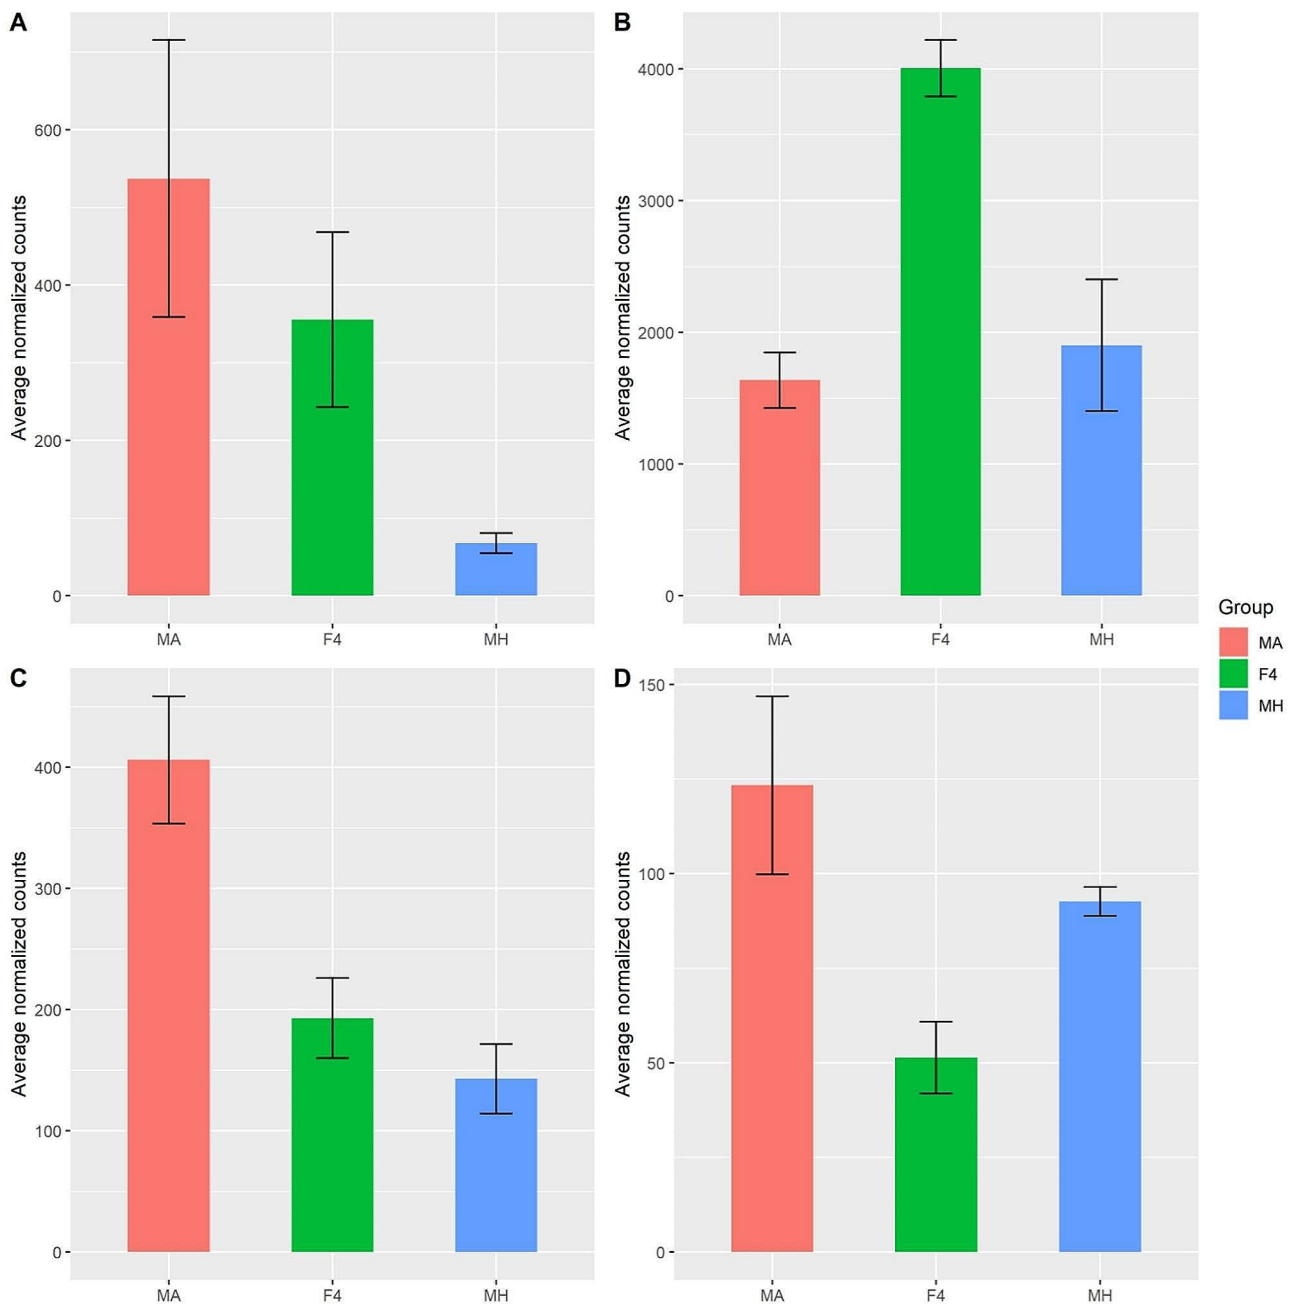 A
Average normalized counts
600
400
200
0
MA F4 MH
B
Average normalized counts
4000
3000
2000
1000
0
MA F4 MH
C
Average normalized counts
400
300
200
100
0
MA F4 MH
D
Average normalized counts
150
100
50
0
MA F4 MH
Group
MA
F4
MH